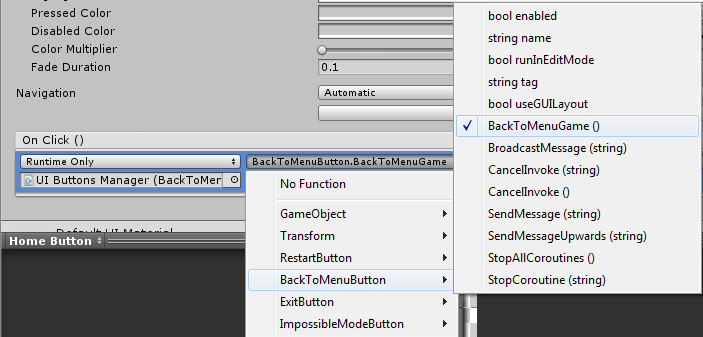 Pressed Color
Disabled Color
Color Multiplier
Fade Duration
0.1
Navigation
Automatic
On Click ()
Runtime Only
BackToMenuButton.BackToMenuGame
UI Buttons Manager (BackToMer
Default UI Material
Home Button
No Function
GameObject
Transform
RestartButton
BackToMenuButton
ExitButton
ImpossibleModeButton
bool enabled
string name
bool runInEditMode
string tag
bool useGUILayout
BackToMenuGame ()
BroadcastMessage (string)
CancelInvoke (string)
CancelInvoke ()
SendMessage (string)
SendMessageUpwards (string)
StopAllCoroutines ()
StopCoroutine (string)